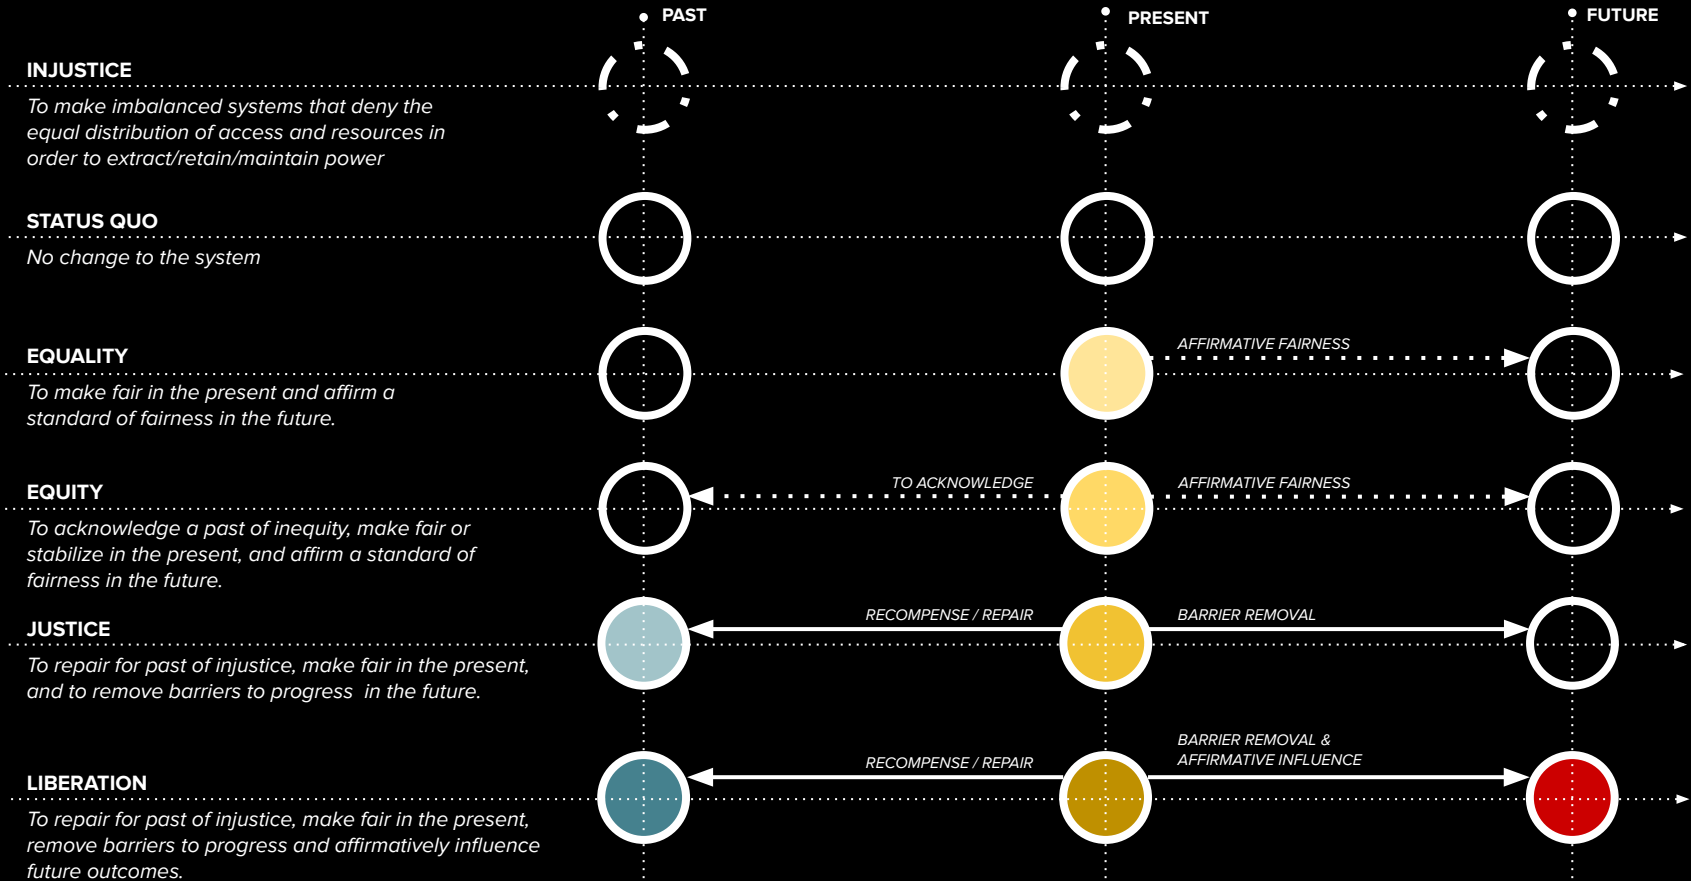 PAST
PRESENT
FUTURE
INJUSTICE
To make imbalanced systems that deny the
equal distribution of access and resources in
order to extract/retain/maintain power
STATUS QUO
No change to the system
EQUALITY
To make fair in the present and affirm a
standard of fairness in the future.
AFFIRMATIVE FAIRNESS
EQUITY
To acknowledge a past of inequity, make fair or
stabilize in the present, and affirm a standard of
fairness in the future.
TO ACKNOWLEDGE
AFFIRMATIVE FAIRNESS
JUSTICE
To repair for past of injustice, make fair in the present,
and to remove barriers to progress in the future.
RECOMPENSE / REPAIR
BARRIER REMOVAL
LIBERATION
To repair for past of injustice, make fair in the present,
remove barriers to progress and affirmatively influence
future outcomes.
RECOMPENSE / REPAIR
BARRIER REMOVAL &
AFFIRMATIVE INFLUENCE